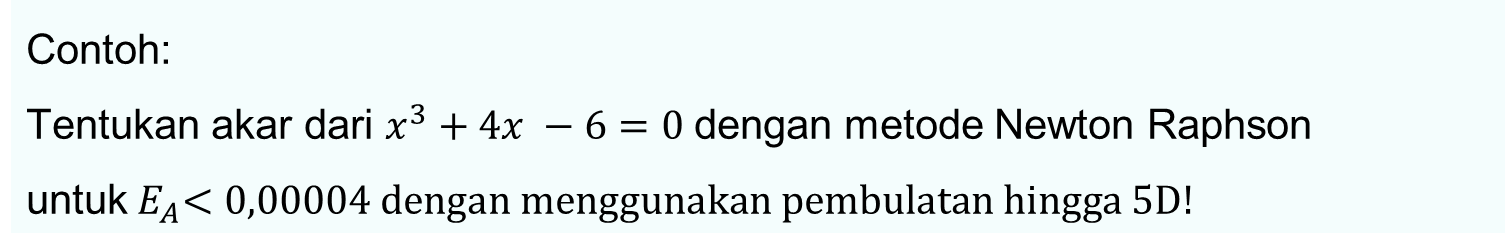 Contoh:
Tentukan akar dari x³ + 4x − 6 = 0 dengan metode Newton Raphson
untuk E_A< 0,00004 dengan menggunakan pembulatan hingga 5D!